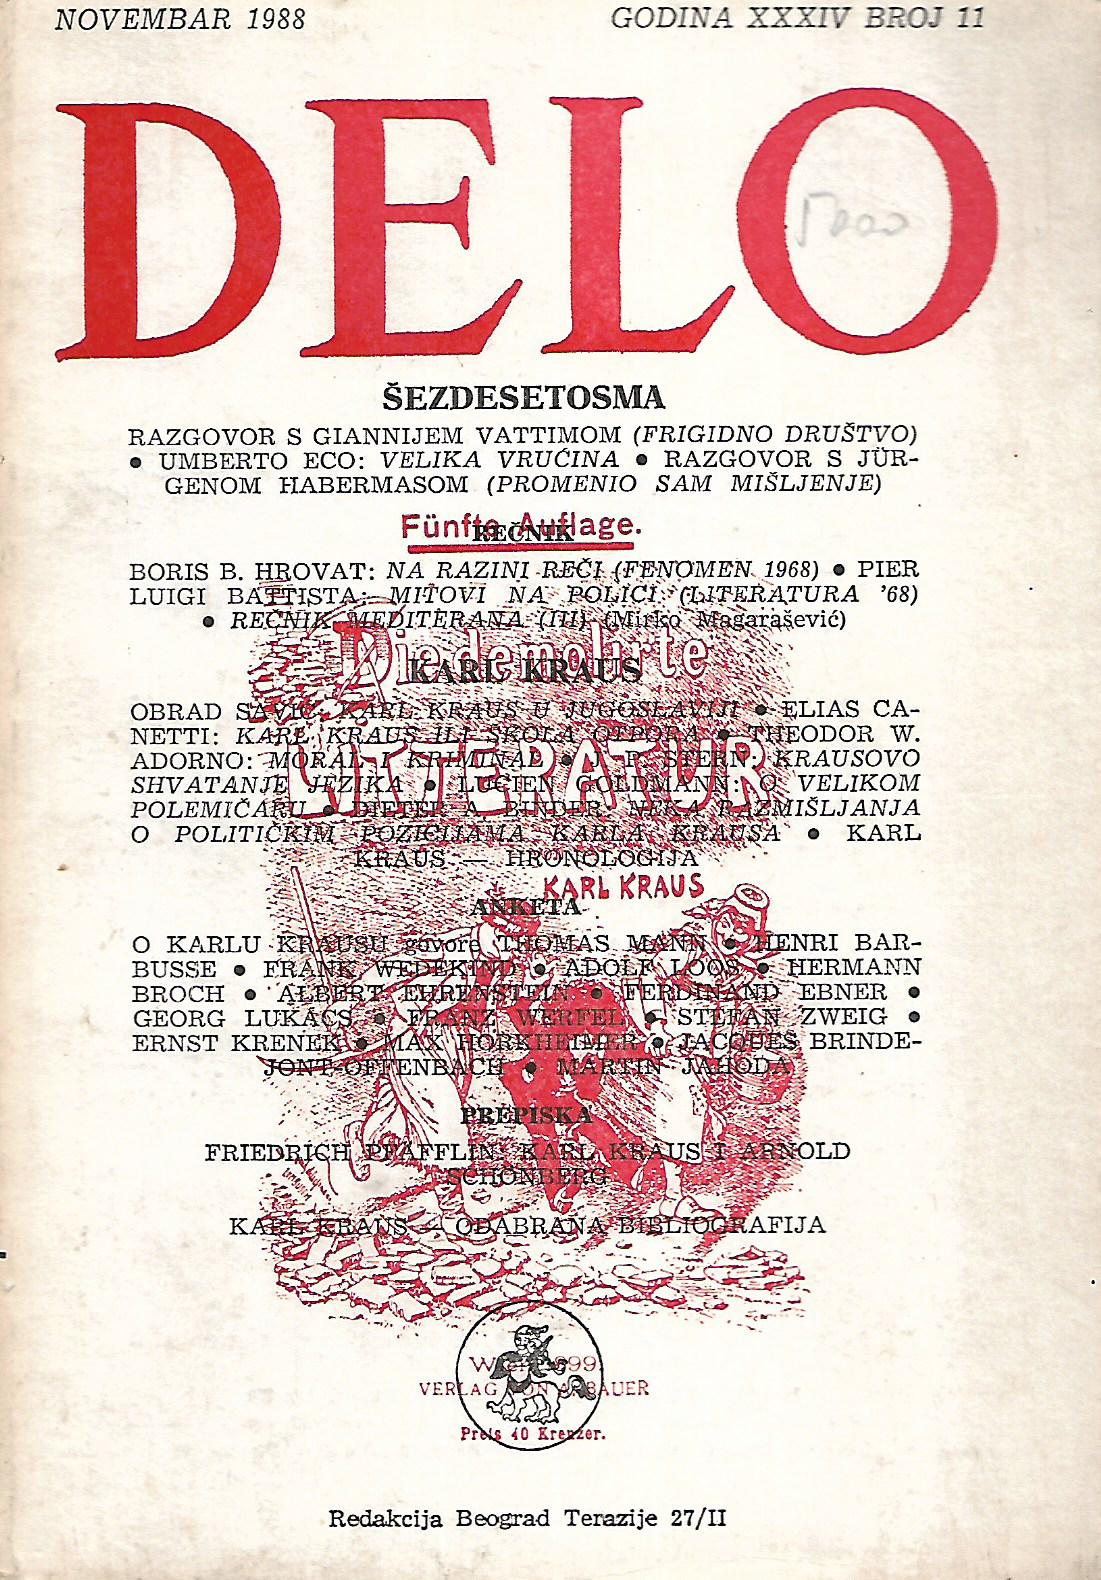 NOVEMBAR 1988
GODINA XXXIV BROJ 11
DELO
ŠEZDESETOSMA
RAZGOVOR S GIANNIJEM VATTIMOM (FRIGIDNO DRUŠTVO)
● UMBERTO ECO: VELIKA VRUĆINA ● RAZGOVOR S JÜR-
GENOM HABERMASOM (PROMENIO SAM MIŠLJENJE)
Fünfte Auflage.
REČNIK
BORIS B. HROVAT: NA RAZINI REČI (FENOMEN 1968) ● PIER
LUIGI BATTISTA: MITOVI NA POLICI (LITERATURA '68)
● REČNIK MEDITERANA (III) (Mirko Magarašević)
Die demolirte
KARL KRAUS
OBRAD SAVIĆ: KARL KRAUS U JUGOSLAVIJI ● ELIAS CA-
NETTI: KARL KRAUS ILI ŠKOLA OTPORA ● THEODOR W.
LITTERATUR
ADORNO: MORAL I KRIMINAL ● J. P. STERN: KRAUSOVO
SHVATANJE JEZIKA ● LUCIEN GOLDMANN: O VELIKOM
POLEMIČARU ● DIETER A. BINDER: NEKA RAZMIŠLJANJA
O POLITIČKIM POZICIJAMA KARLA KRAUSA ● KARL
KRAUS — HRONOLOGIJA
KARL KRAUS
ANKETA
O KARLU KRAUSU govore THOMAS MANN ● HENRI BAR-
BUSSE ● FRANK WEDEKIND ● ADOLF LOOS ● HERMANN
BROCH ● ALBERT EHRENSTEIN ● FERDINAND EBNER ●
GEORG LUKÁCS ● FRANZ WERFEL ● STEFAN ZWEIG ●
ERNST KRENEK ● MAX HORKHEIMER ● JACQUES BRINDE-
JONT-OFFENBACH ● MARTIN JAHODA
PREPISKA
FRIEDRICH PFÄFFLIN: KARL KRAUS I ARNOLD
SCHÖNBERG
KARL KRAUS — ODABRANA BIBLIOGRAFIJA
VERLAG VON A. BAUER
Preis 40 Kreuzer.
Redakcija Beograd Terazije 27/II